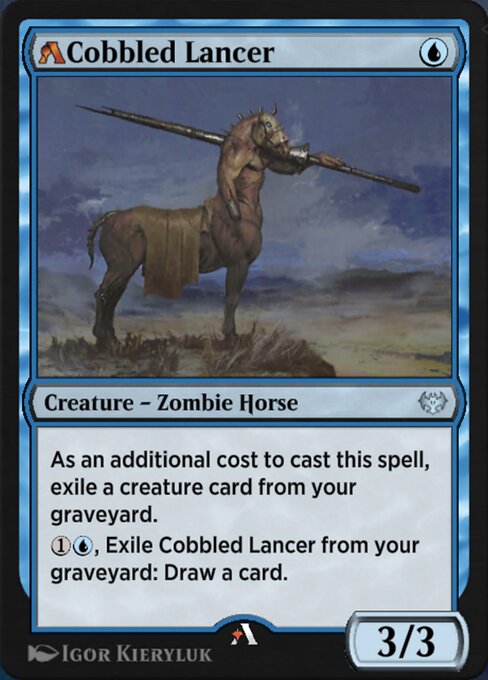 Cobbled Lancer
Creature – Zombie Horse
As an additional cost to cast this spell,
exile a creature card from your
graveyard.
1, Exile Cobbled Lancer from your
graveyard: Draw a card.
3/3
Igor Kieryluk